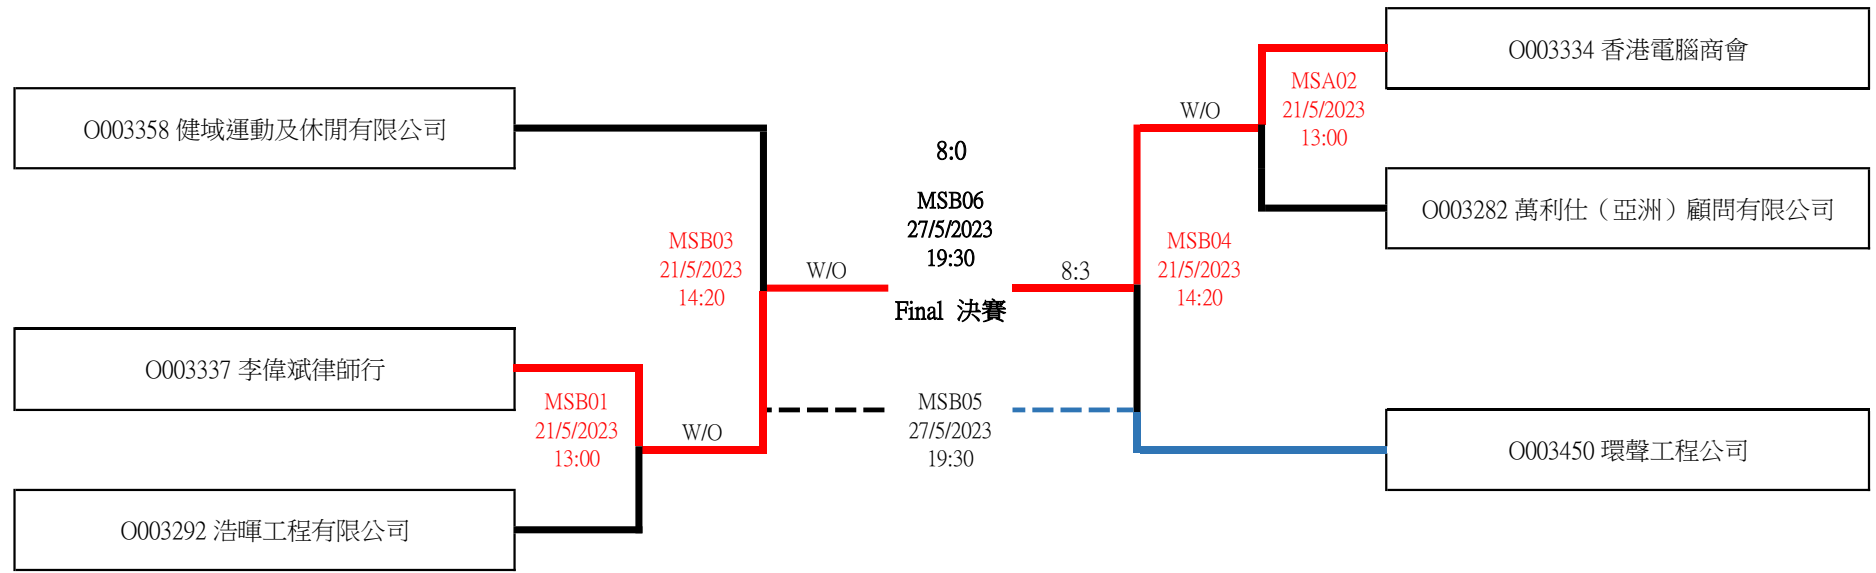 O003334 香港電腦商會
MSA02
21/5/2023
13:00
W/O
O003358 健域運動及休閒有限公司
8:0
MSB06
27/5/2023
19:30
Final 決賽
O003282 萬利仕（亞洲）顧問有限公司
MSB03
21/5/2023
14:20
W/O
8:3
MSB04
21/5/2023
14:20
O003337 李偉斌律師行
MSB01
21/5/2023
13:00
W/O
MSB05
27/5/2023
19:30
O003450 環聲工程公司
O003292 浩暉工程有限公司